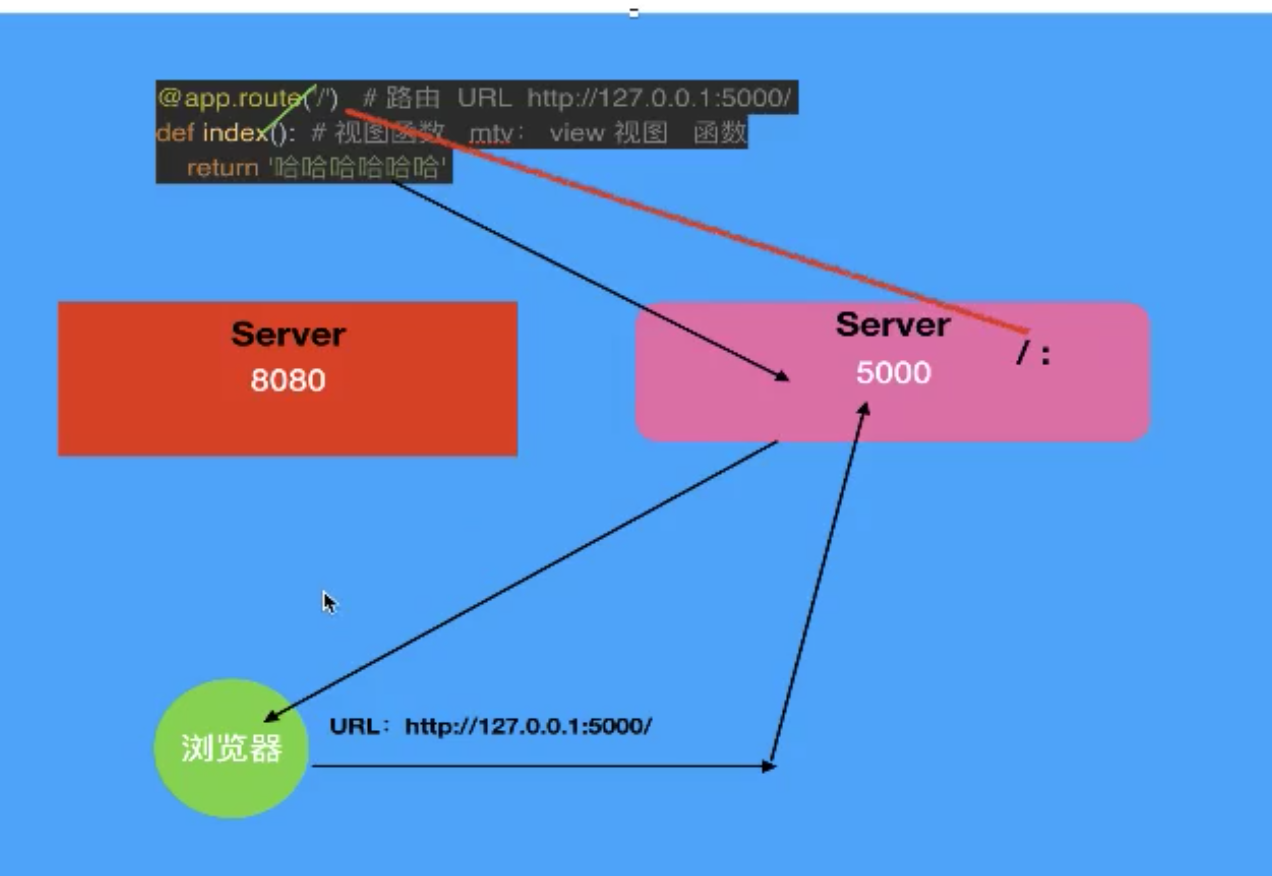 @app.route('/')   # 路由   URL  http://127.0.0.1:5000/
def index():  # 视图函数   mtv： view 视图   函数
    return '哈哈哈哈哈哈'
Server
8080
Server
5000
/ :
URL： http://127.0.0.1:5000/
浏览器